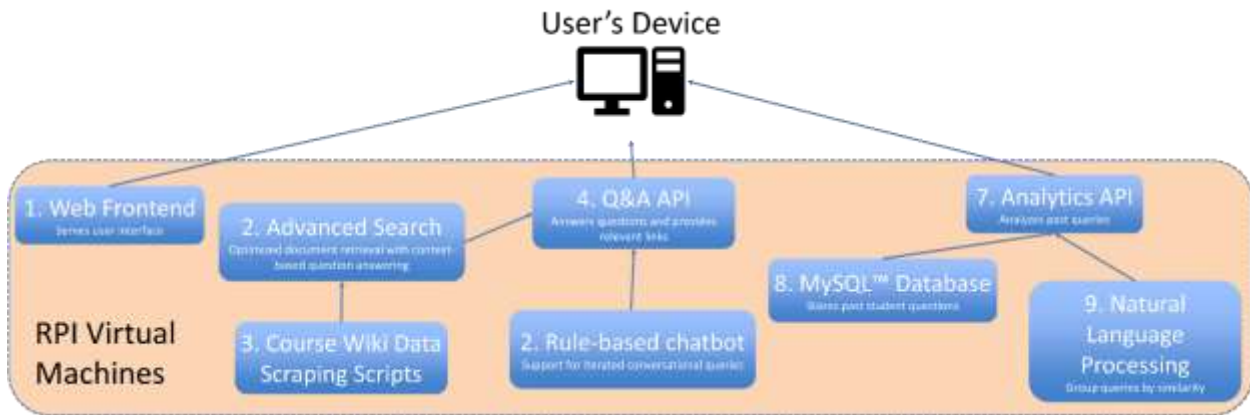 User's Device
1. Web Frontend
Serves user interface
2. Advanced Search
Optimized document retrieval with context-
based question answering
4. Q&A API
Answers questions and provides
relevant links
7. Analytics API
Analyzes past queries
8. MySQL™ Database
Stores past student questions
9. Natural
Language
Processing
Group queries by similarity
RPI Virtual
Machines
3. Course Wiki Data
Scraping Scripts
2. Rule-based chatbot
Support for iterated conversational queries